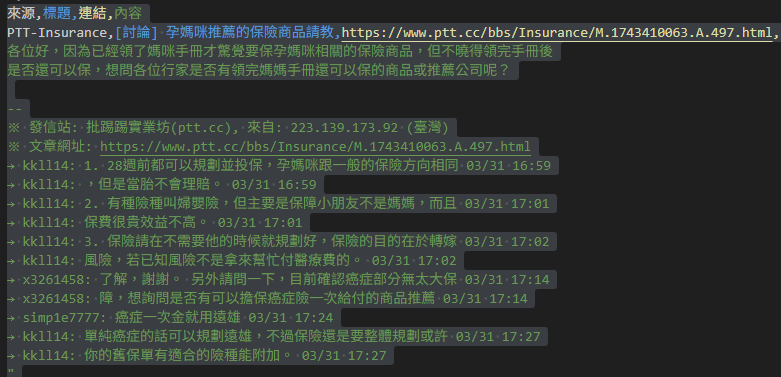 來源,標題,連結,內容
PTT-Insurance,[討論] 孕媽咪推薦的保險商品請教,https://www.ptt.cc/bbs/Insurance/M.1743410063.A.497.html,
各位好，因為已經領了媽咪手冊才驚覺要保孕媽咪相關的保險商品，但不曉得領完手冊後
是否還可以保，想問各位行家是否有領完媽媽手冊還可以保的商品或推薦公司呢？
--
※ 發信站: 批踢踢實業坊(ptt.cc), 來自: 223.139.173.92 (臺灣)
※ 文章網址: https://www.ptt.cc/bbs/Insurance/M.1743410063.A.497.html
→ kkll14: 1. 28週前都可以規劃並投保，孕媽咪跟一般的保險方向相同 03/31 16:59
→ kkll14: ，但是當胎不會理賠。 03/31 16:59
→ kkll14: 2. 有種險種叫婦嬰險，但主要是保障小朋友不是媽媽，而且 03/31 17:01
→ kkll14: 保費很貴效益不高。 03/31 17:01
→ kkll14: 3. 保險請在不需要他的時候就規劃好，保險的目的在於轉嫁 03/31 17:02
→ kkll14: 風險，若已知風險不是拿來幫忙付醫療費的。 03/31 17:02
→ x3261458: 了解，謝謝。 另外請問一下，目前確認癌症部分無太大保 03/31 17:14
→ x3261458: 障，想詢問是否有可以擔保癌症險一次給付的商品推薦 03/31 17:14
→ simp1e7777: 癌症一次金就用遠雄 03/31 17:24
→ kkll14: 單純癌症的話可以規劃遠雄，不過保險還是要整體規劃或許 03/31 17:27
→ kkll14: 你的舊保單有適合的險種能附加。 03/31 17:27
"